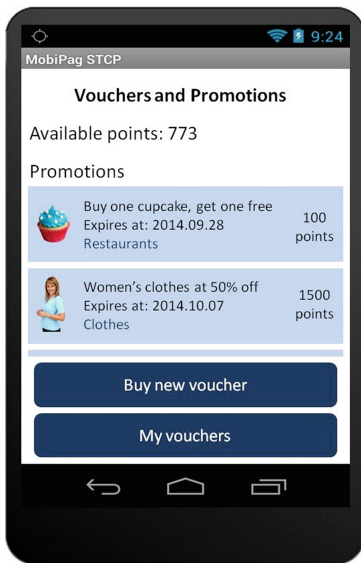 9:24
MobiPag STCP
Vouchers and Promotions
Available points: 773
Promotions
Buy one cupcake, get one free
Expires at: 2014.09.28
Restaurants
100
points
Women's clothes at 50% off
Expires at: 2014.10.07
Clothes
1500
points
Buy new voucher
My vouchers